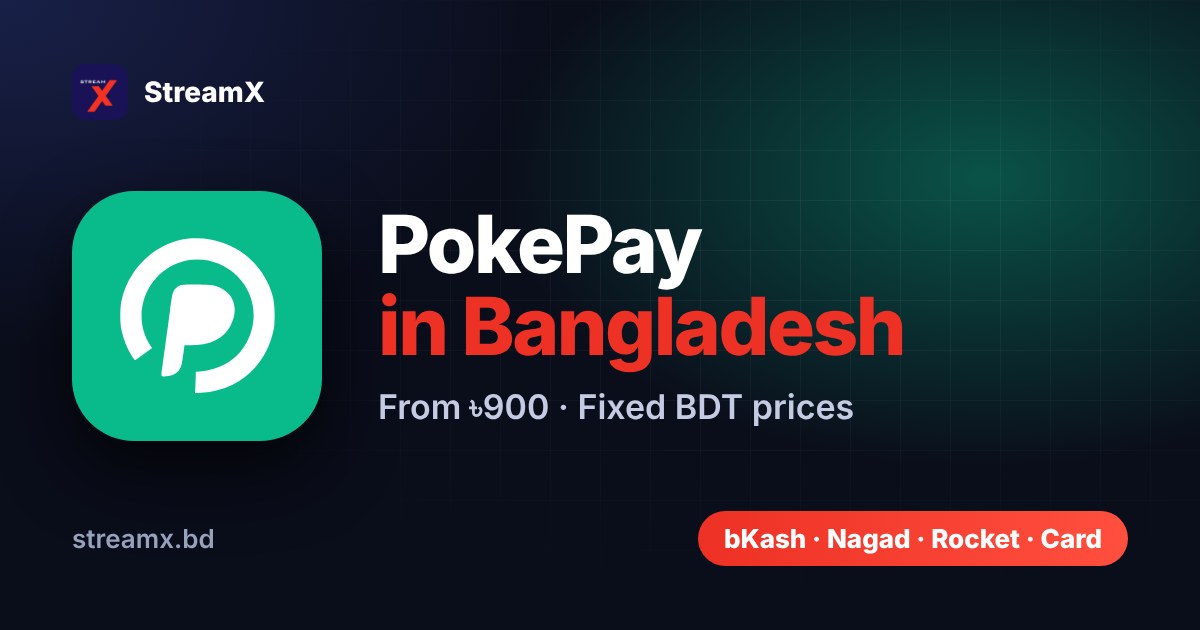 STREAM X
StreamX
PokePay
in Bangladesh
From ৳900 · Fixed BDT prices
streamx.bd
bKash · Nagad · Rocket · Card